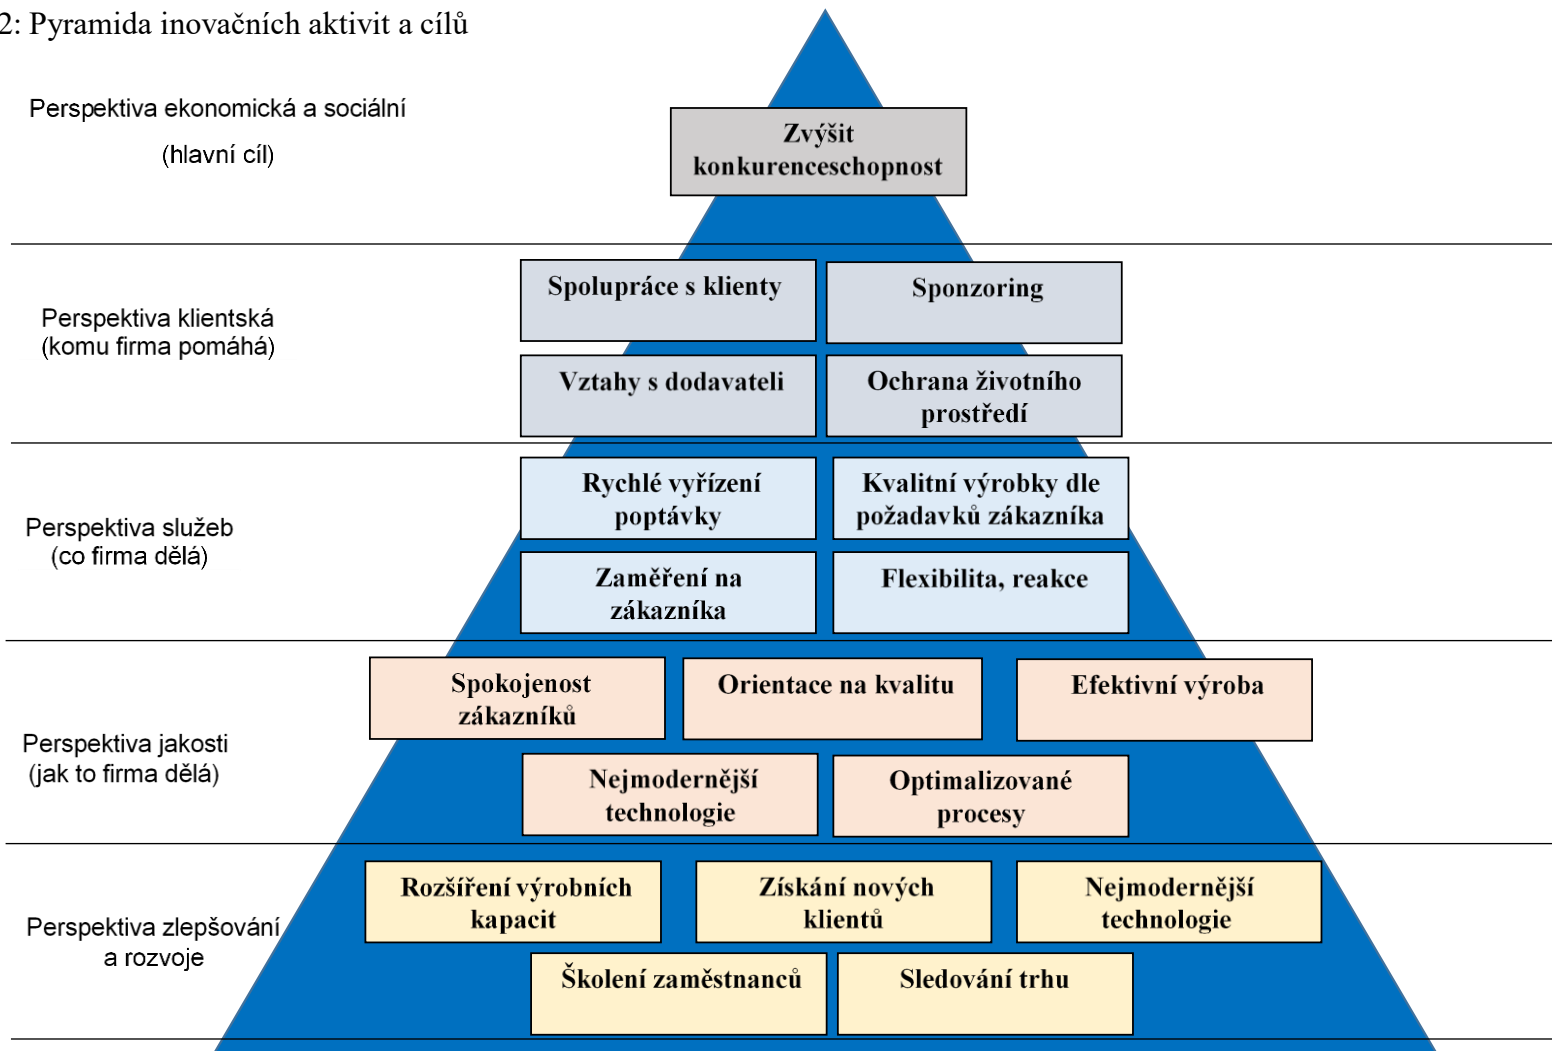 2: Pyramida inovačních aktivit a cílů
Perspektiva ekonomická a sociální
(hlavní cíl)
Zvýšit
konkurenceschopnost
Perspektiva klientská
(komu firma pomáhá)
Spolupráce s klienty
Sponzoring
Vztahy s dodavateli
Ochrana životního
prostředí
Perspektiva služeb
(co firma dělá)
Rychlé vyřízení
poptávky
Kvalitní výrobky dle
požadavků zákazníka
Zaměření na
zákazníka
Flexibilita, reakce
Perspektiva jakosti
(jak to firma dělá)
Spokojenost
zákazníků
Orientace na kvalitu
Efektivní výroba
Nejmodernější
technologie
Optimalizované
procesy
Perspektiva zlepšování
a rozvoje
Rozšíření výrobních
kapacit
Získání nových
klientů
Nejmodernější
technologie
Školení zaměstnanců
Sledování trhu